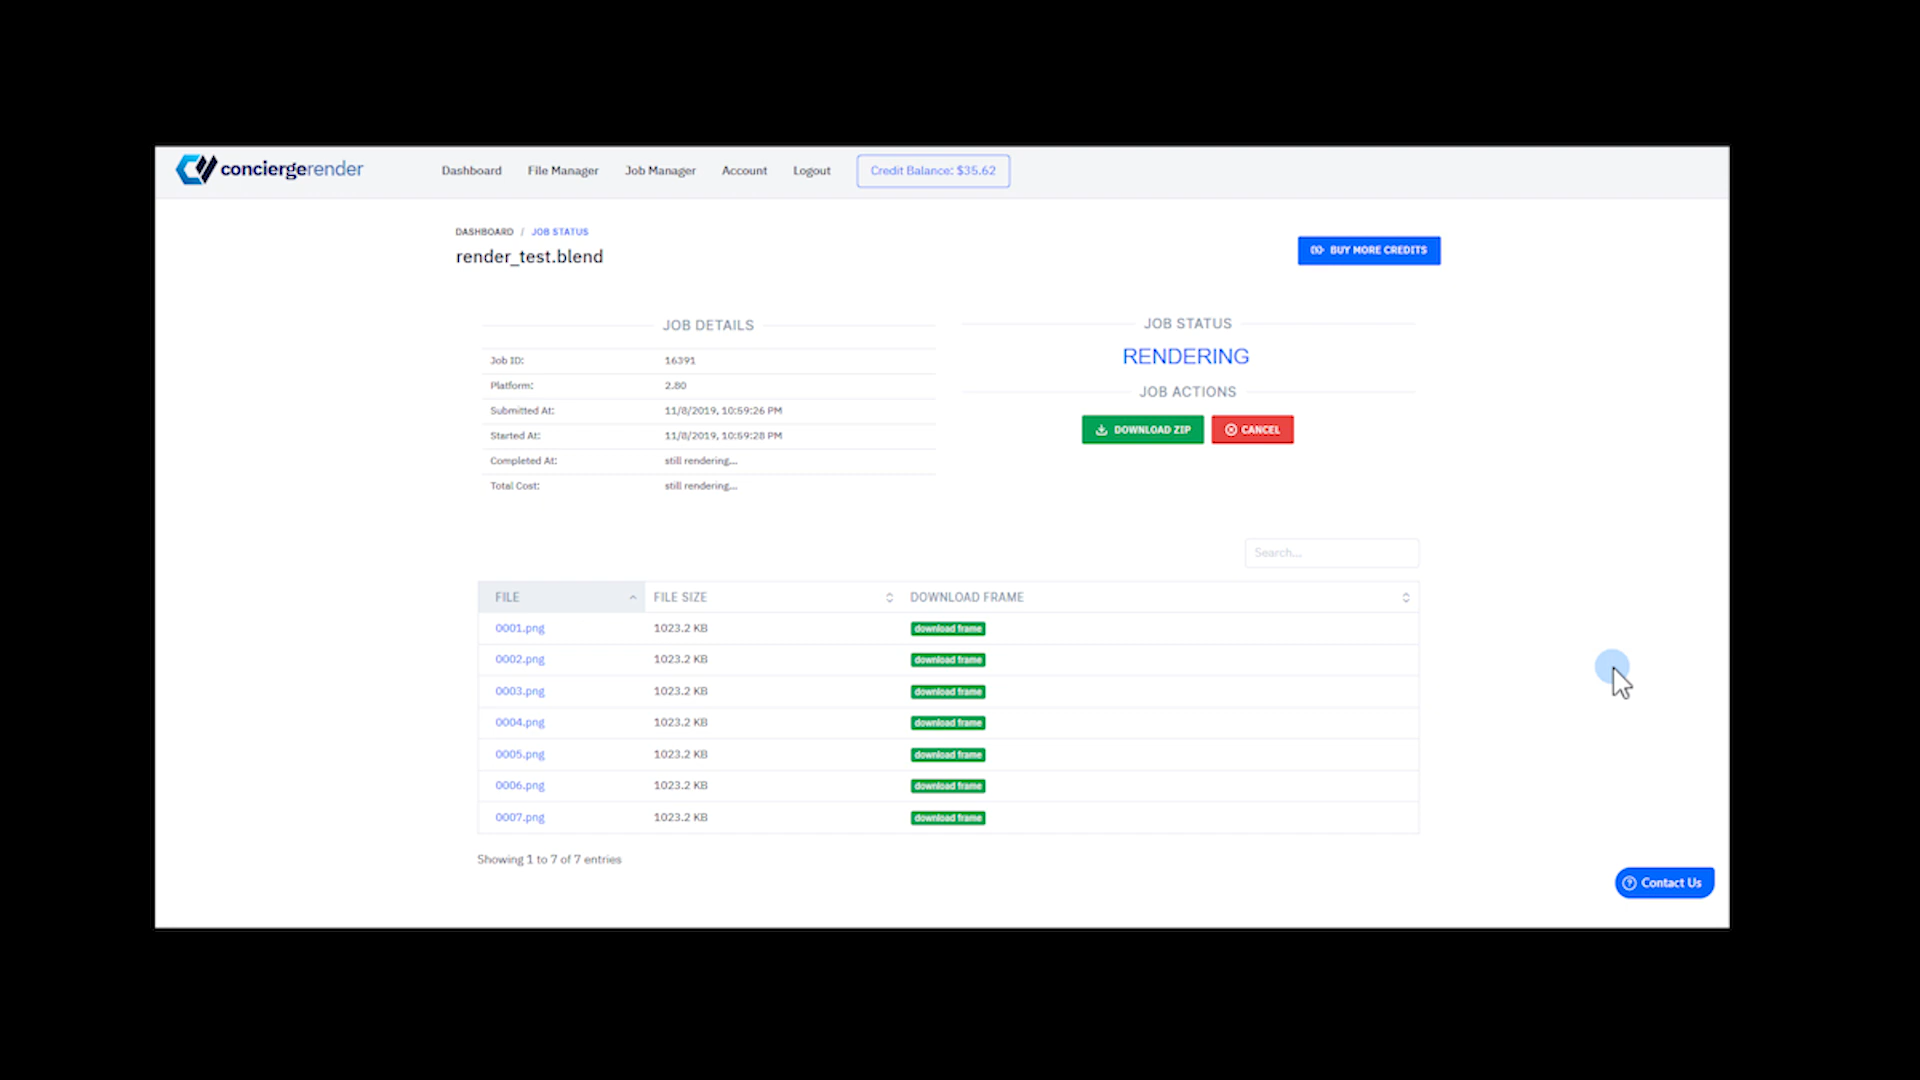 conciergerender
Dashboard File Manager Job Manager Account Logout Credit Balance: $35.62
DASHBOARD / JOB STATUS
render_test.blend
BUY MORE CREDITS
JOB DETAILS
Job ID: 16391
Platform: 2.80
Submitted At: 11/8/2019, 10:59:26 PM
Started At: 11/8/2019, 10:59:28 PM
Completed At: still rendering...
Total Cost: still rendering...
JOB STATUS
RENDERING
JOB ACTIONS
DOWNLOAD ZIP CANCEL
Search...
FILE FILE SIZE DOWNLOAD FRAME
0001.png 1023.2 KB download frame
0002.png 1023.2 KB download frame
0003.png 1023.2 KB download frame
0004.png 1023.2 KB download frame
0005.png 1023.2 KB download frame
0006.png 1023.2 KB download frame
0007.png 1023.2 KB download frame
Showing 1 to 7 of 7 entries
Contact Us